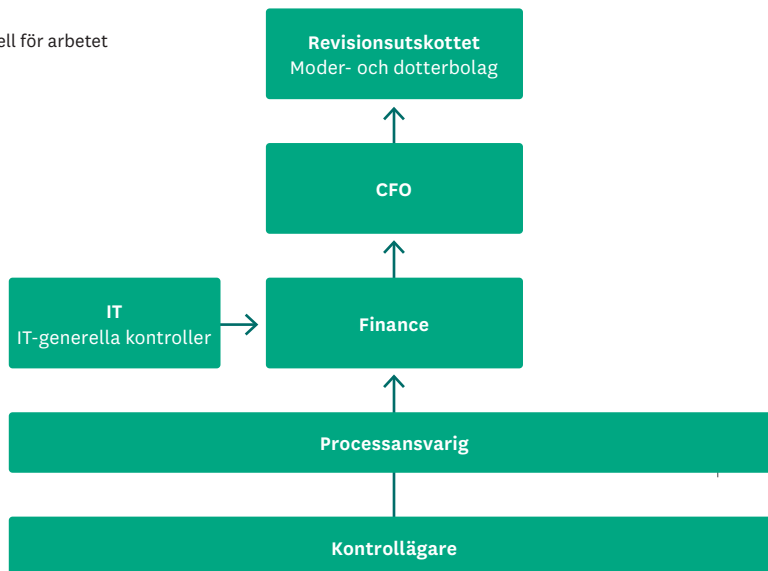 ell för arbetet
Revisionsutskottet
Moder- och dotterbolag
CFO
IT
IT-generella kontroller
Finance
Processansvarig
Kontrollägare